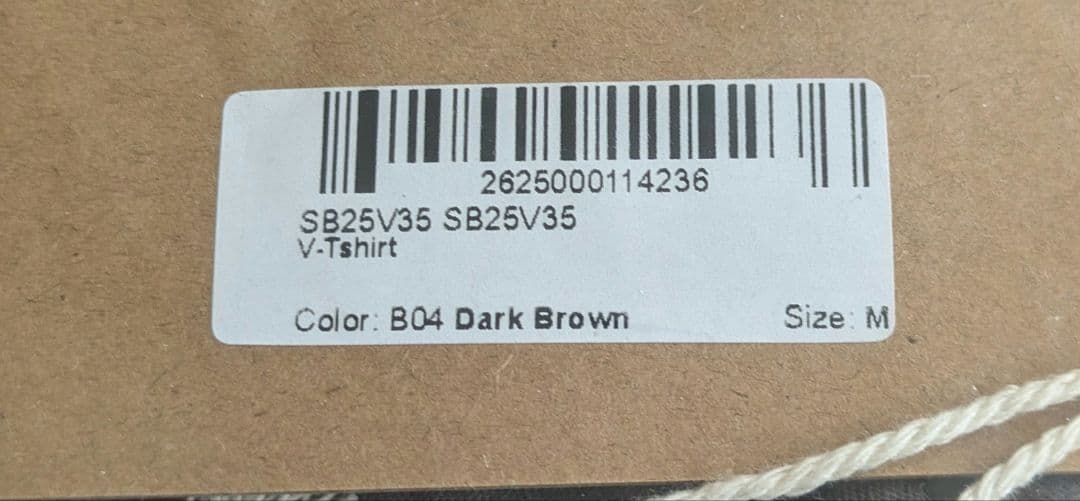 2625000114236
SB25V35 SB25V35
V-Tshirt
Color: B04 Dark Brown
Size: M